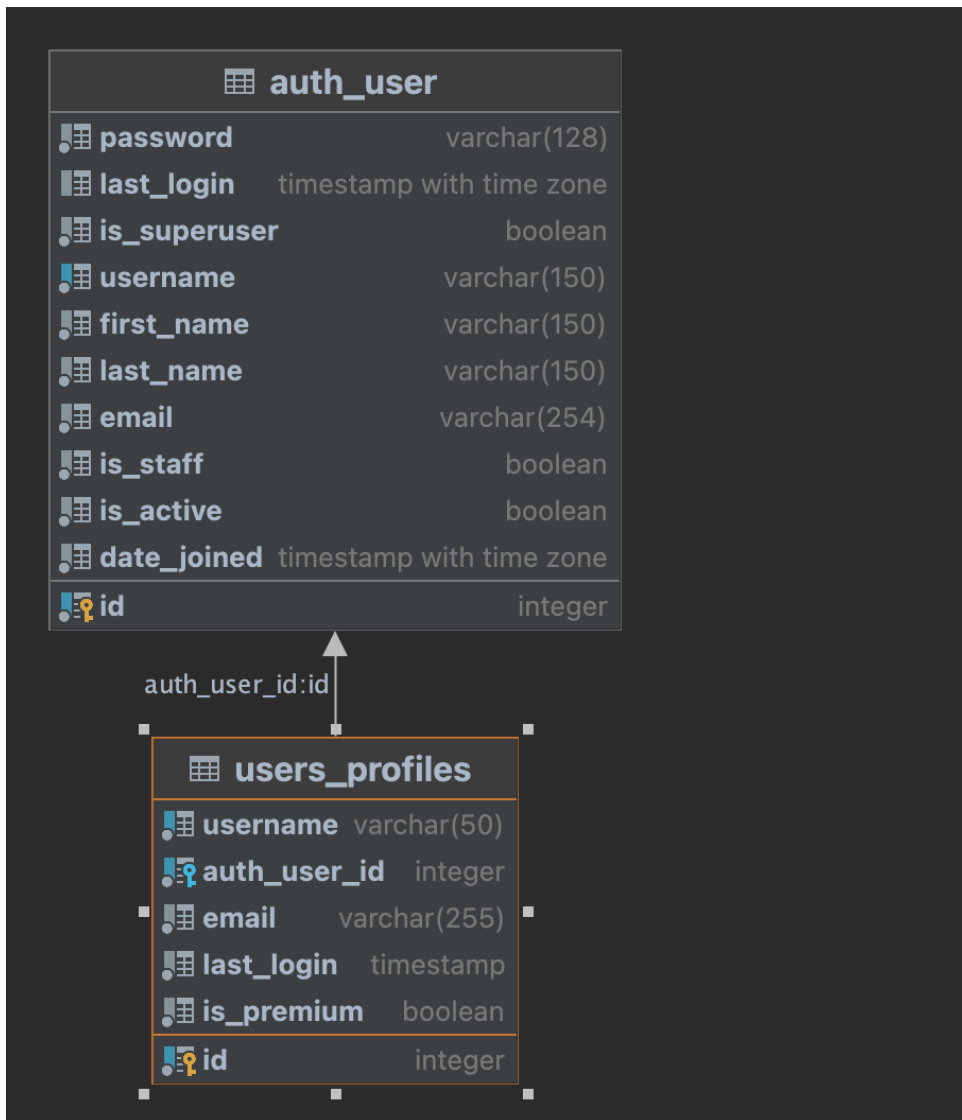 auth_user
password varchar(128)
last_login timestamp with time zone
is_superuser boolean
username varchar(150)
first_name varchar(150)
last_name varchar(150)
email varchar(254)
is_staff boolean
is_active boolean
date_joined timestamp with time zone
id integer
auth_user_id:id
users_profiles
username varchar(50)
auth_user_id integer
email varchar(255)
last_login timestamp
is_premium boolean
id integer